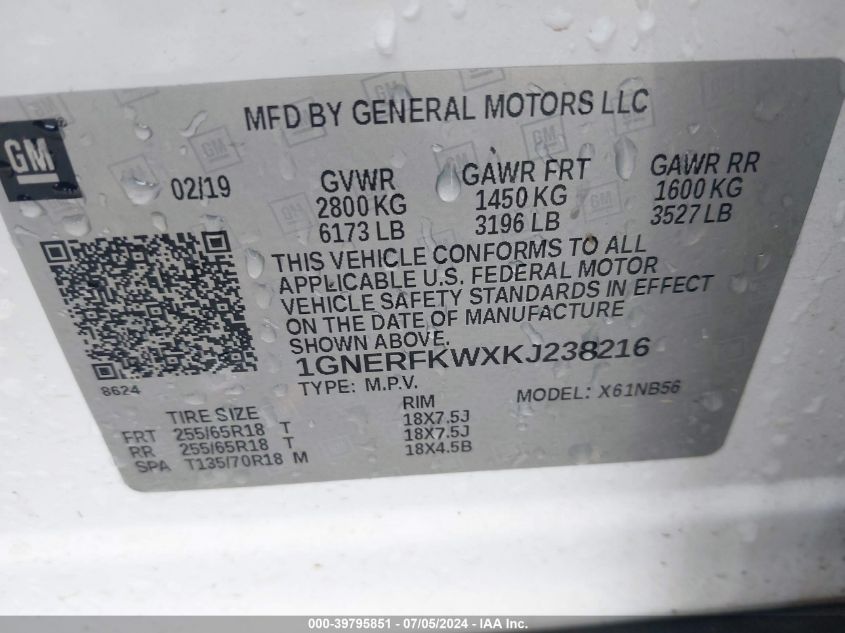 MFD BY GENERAL MOTORS LLC
GM
02/19
GVWR
2800 KG
6173 LB
GAWR FRT
1450 KG
3196 LB
GAWR RR
1600 KG
3527 LB
THIS VEHICLE CONFORMS TO ALL
APPLICABLE U.S. FEDERAL MOTOR
VEHICLE SAFETY STANDARDS IN EFFECT
ON THE DATE OF MANUFACTURE
SHOWN ABOVE.
1GNERFKWXKJ238216
8624
TYPE: M.P.V.
MODEL: X61NB56
TIRE SIZE RIM
FRT 255/65R18 T 18X7.5J
RR 255/65R18 T 18X7.5J
SPA T135/70R18 M 18X4.5B
000-39795851 - 07/05/2024 - IAA Inc.